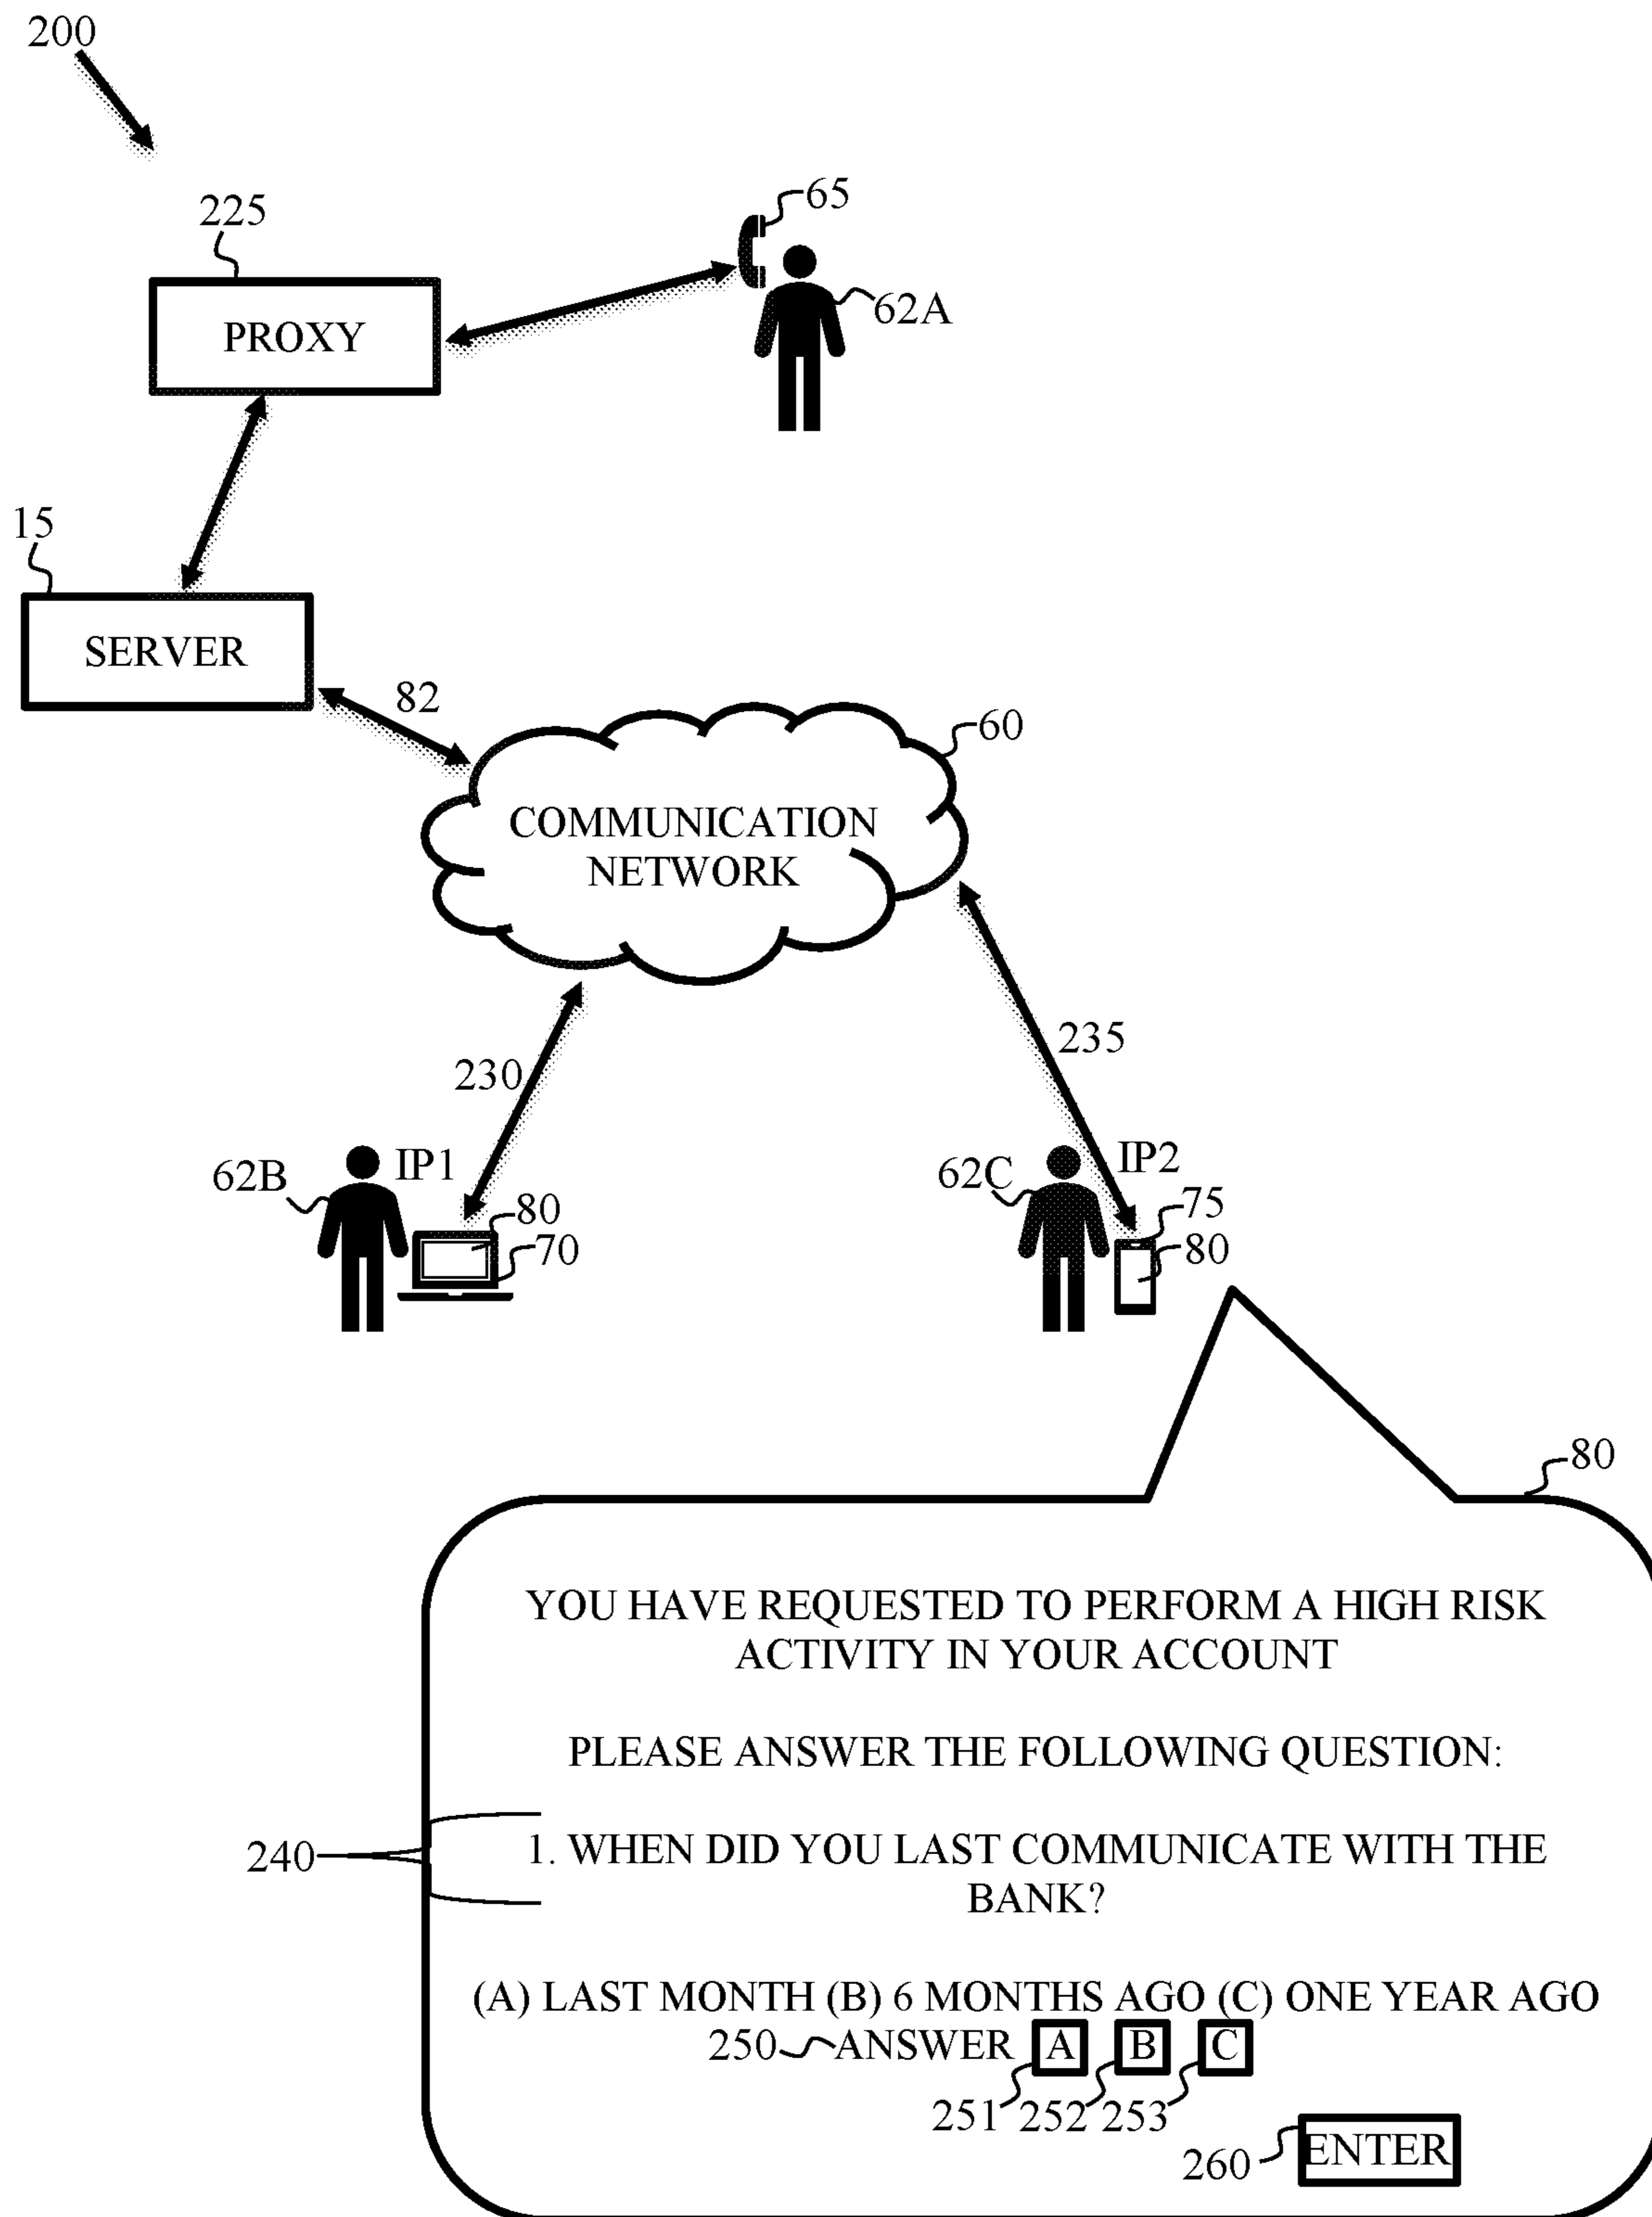 200
225
65
PROXY
62A
15
SERVER
82
60
COMMUNICATION
NETWORK
230
235
62B
IP1
80
70
62C
IP2
75
80
80
YOU HAVE REQUESTED TO PERFORM A HIGH RISK
ACTIVITY IN YOUR ACCOUNT
PLEASE ANSWER THE FOLLOWING QUESTION:
240
1. WHEN DID YOU LAST COMMUNICATE WITH THE
BANK?
(A) LAST MONTH (B) 6 MONTHS AGO (C) ONE YEAR AGO
250 ANSWER A B C
251 252 253
260 ENTER